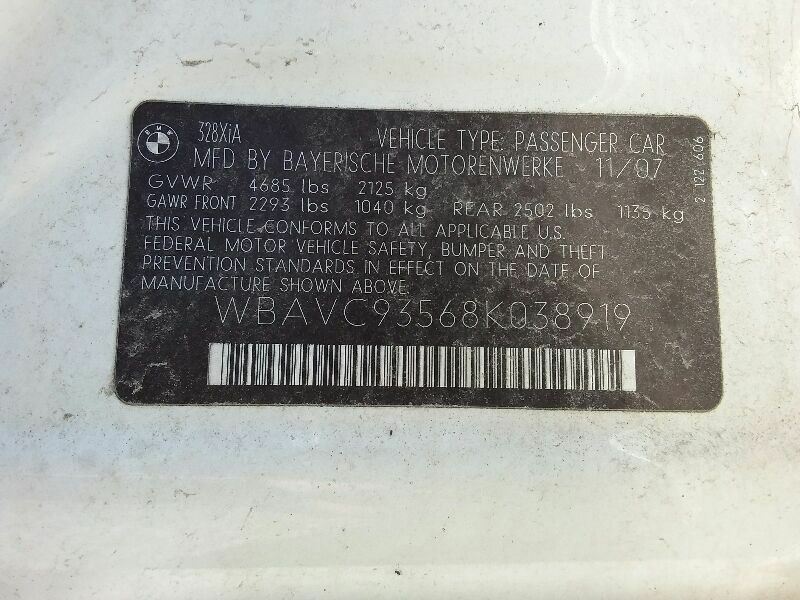 BMW
328XiA VEHICLE TYPE: PASSENGER CAR
MFD BY BAYERISCHE MOTORENWERKE 11/07
GVWR 4685 lbs 2125 kg
GAWR FRONT 2293 lbs 1040 kg REAR 2502 lbs 1135 kg
THIS VEHICLE CONFORMS TO ALL APPLICABLE U.S.
FEDERAL MOTOR VEHICLE SAFETY, BUMPER AND THEFT
PREVENTION STANDARDS IN EFFECT ON THE DATE OF
MANUFACTURE SHOWN ABOVE:
WBAVC93568K038919
2 122 606